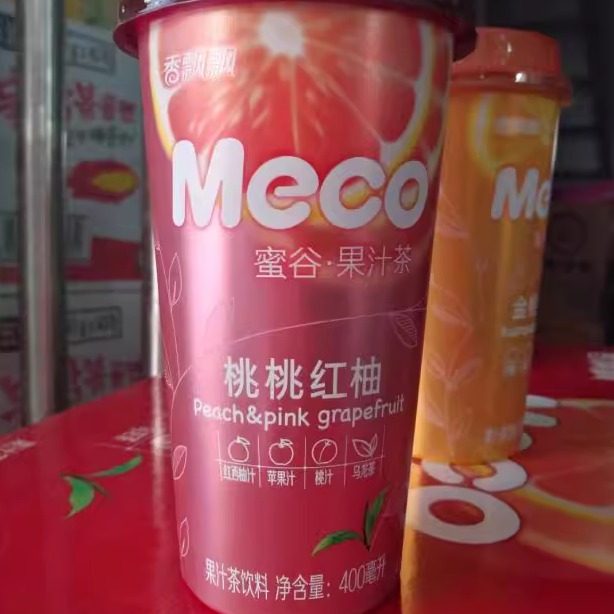 香飘飘
Meco
蜜谷·果汁茶
桃桃红柚
Peach&pink grapefruit
红西柚汁 苹果汁 桃汁 乌龙茶
果汁茶饮料 净含量：400毫升
Me